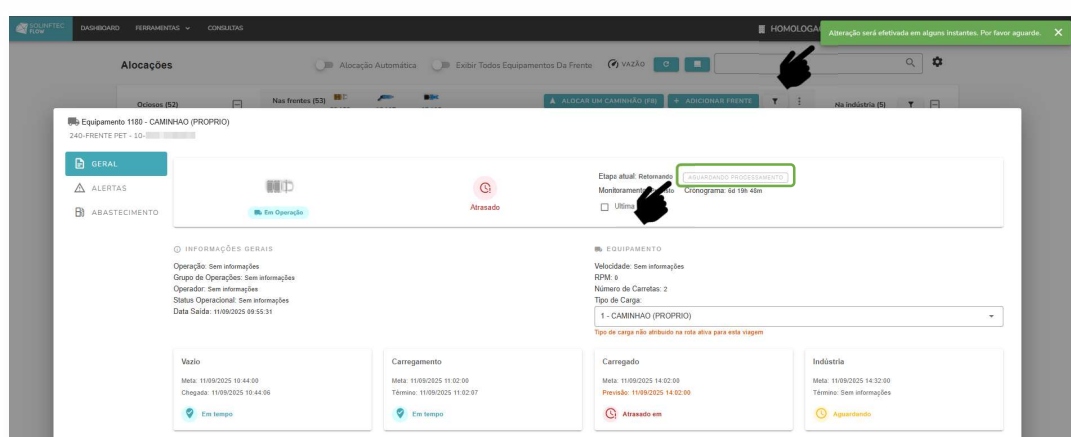 SOLINFTEC FLOW DASHBOARD FERRAMENTAS CONSULTAS HOMOLOGA
Alteração será efetivada em alguns instantes. Por favor aguarde. X
Alocações Alocação Automática Exibir Todos Equipamentos Da Frente VAZÃO
Ociosos (52) Nas frentes (53) ALOCAR UM CAMINHÃO (F8) + ADICIONAR FRENTE Na indústria (5)
Equipamento 1180 - CAMINHAO (PROPRIO)
240-FRENTE PET - 10-
GERAL
ALERTAS
ABASTECIMENTO
Em Operação
Atrasado
Etapa atual: Retornando AGUARDANDO PROCESSAMENTO
Monitoramento: Cronograma: 6d 19h 48m
Ultima
INFORMAÇÕES GERAIS
Operação: Sem informações
Grupo de Operações: Sem informações
Operador: Sem informações
Status Operacional: Sem informações
Data Saída: 11/09/2025 09:55:31
EQUIPAMENTO
Velocidade: Sem informações
RPM: 0
Número de Carretas: 2
Tipo de Carga:
1 - CAMINHAO (PROPRIO)
Tipo de carga não atribuído na rota ativa para esta viagem
Vazio
Meta: 11/09/2025 10:44:00
Chegada: 11/09/2025 10:44:06
Em tempo
Carregamento
Meta: 11/09/2025 11:02:00
Término: 11/09/2025 11:02:07
Em tempo
Carregado
Meta: 11/09/2025 14:02:00
Previsão: 11/09/2025 14:02:00
Atrasado em
Indústria
Meta: 11/09/2025 14:32:00
Término: Sem informações
Aguardando